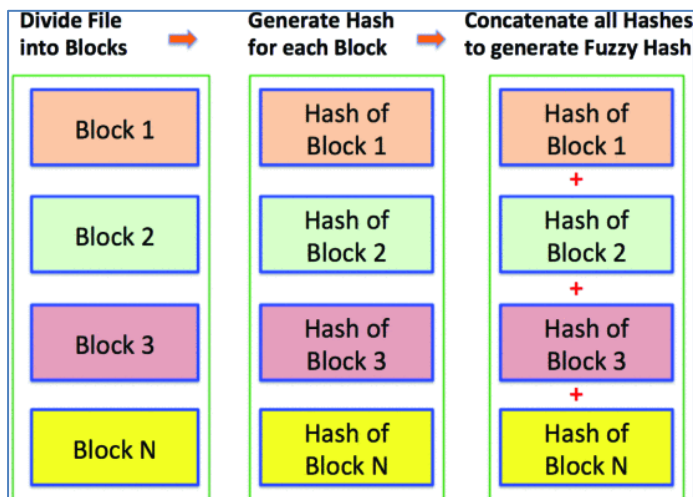 Divide File
into Blocks
Generate Hash
for each Block
Concatenate all Hashes
to generate Fuzzy Hash
Block 1
Hash of
Block 1
Hash of
Block 1
+
Block 2
Hash of
Block 2
Hash of
Block 2
+
Block 3
Hash of
Block 3
Hash of
Block 3
+
Block N
Hash of
Block N
Hash of
Block N